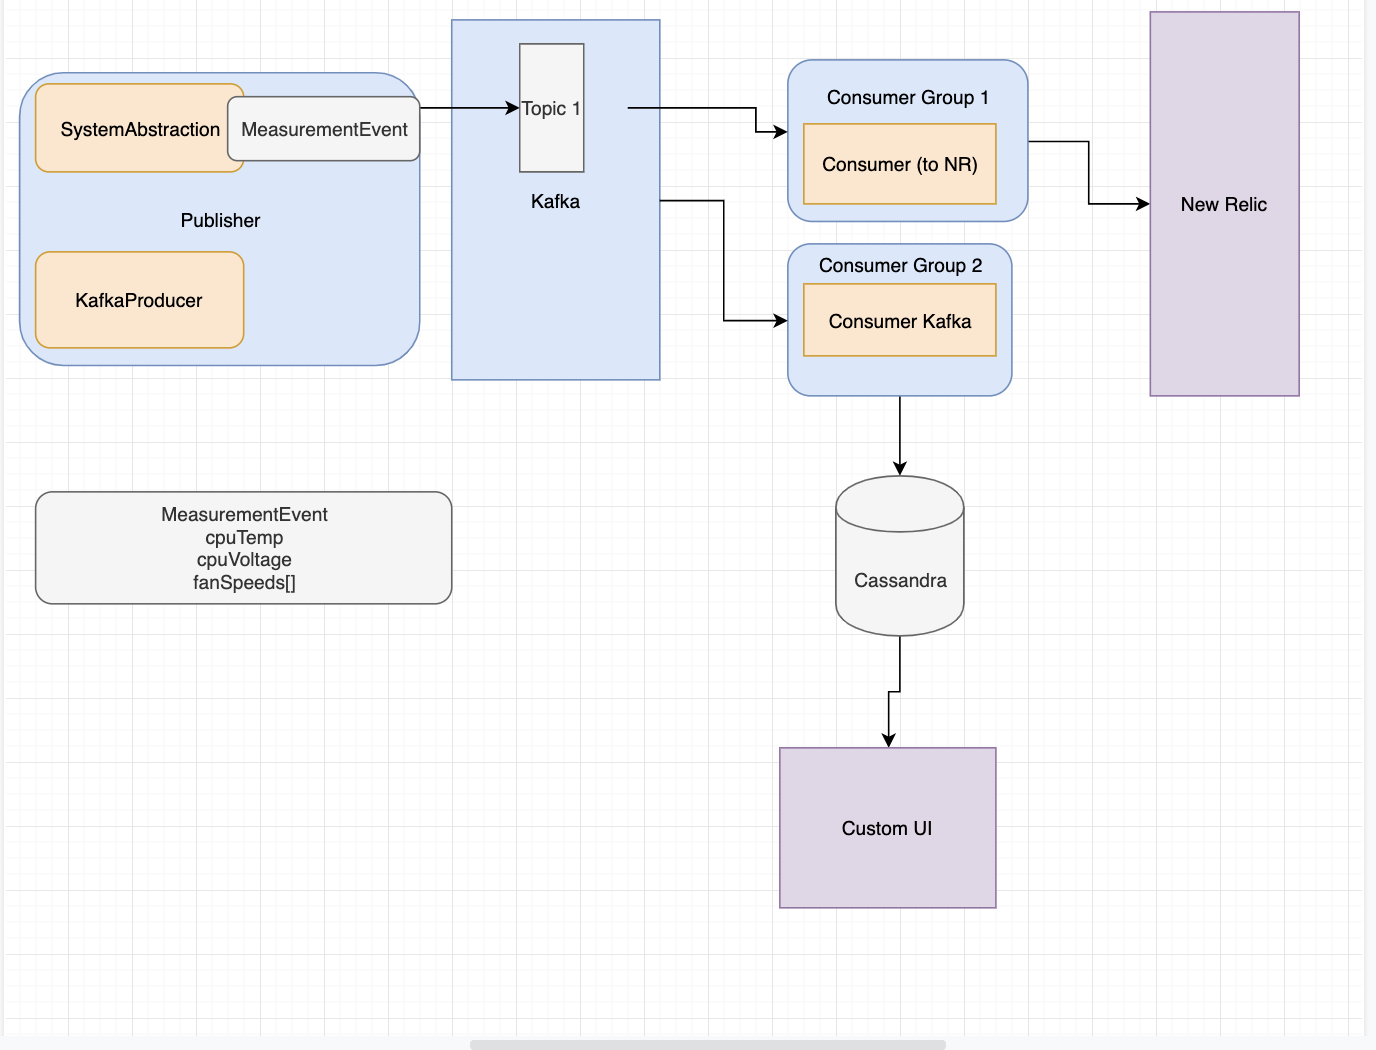 SystemAbstraction
MeasurementEvent
Publisher
KafkaProducer
Topic 1
Kafka
Consumer Group 1
Consumer (to NR)
Consumer Group 2
Consumer Kafka
New Relic
MeasurementEvent
cpuTemp
cpuVoltage
fanSpeeds[]
Cassandra
Custom UI